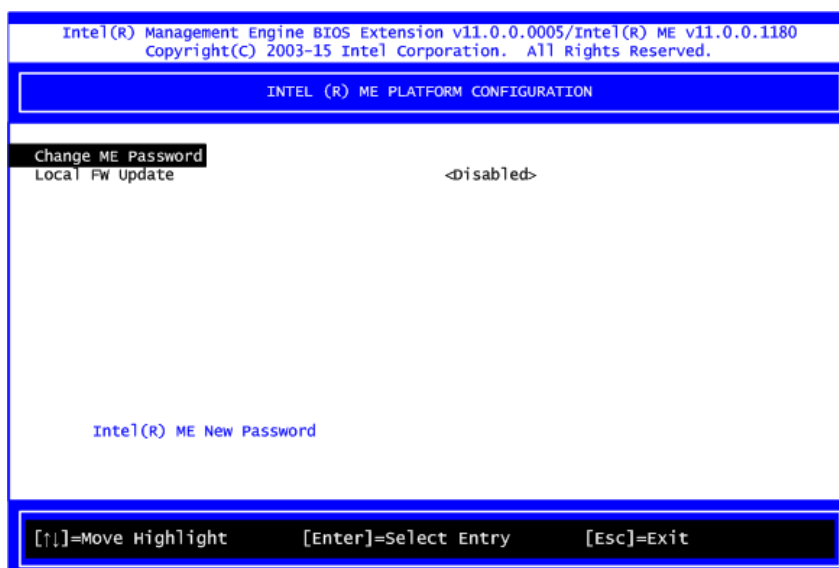 Intel(R) Management Engine BIOS Extension v11.0.0.0005/Intel(R) ME v11.0.0.1180
Copyright(C) 2003-15 Intel Corporation. All Rights Reserved.
INTEL (R) ME PLATFORM CONFIGURATION
Change ME Password
Local FW Update <Disabled>
Intel(R) ME New Password
[↑↓]=Move Highlight [Enter]=Select Entry [Esc]=Exit